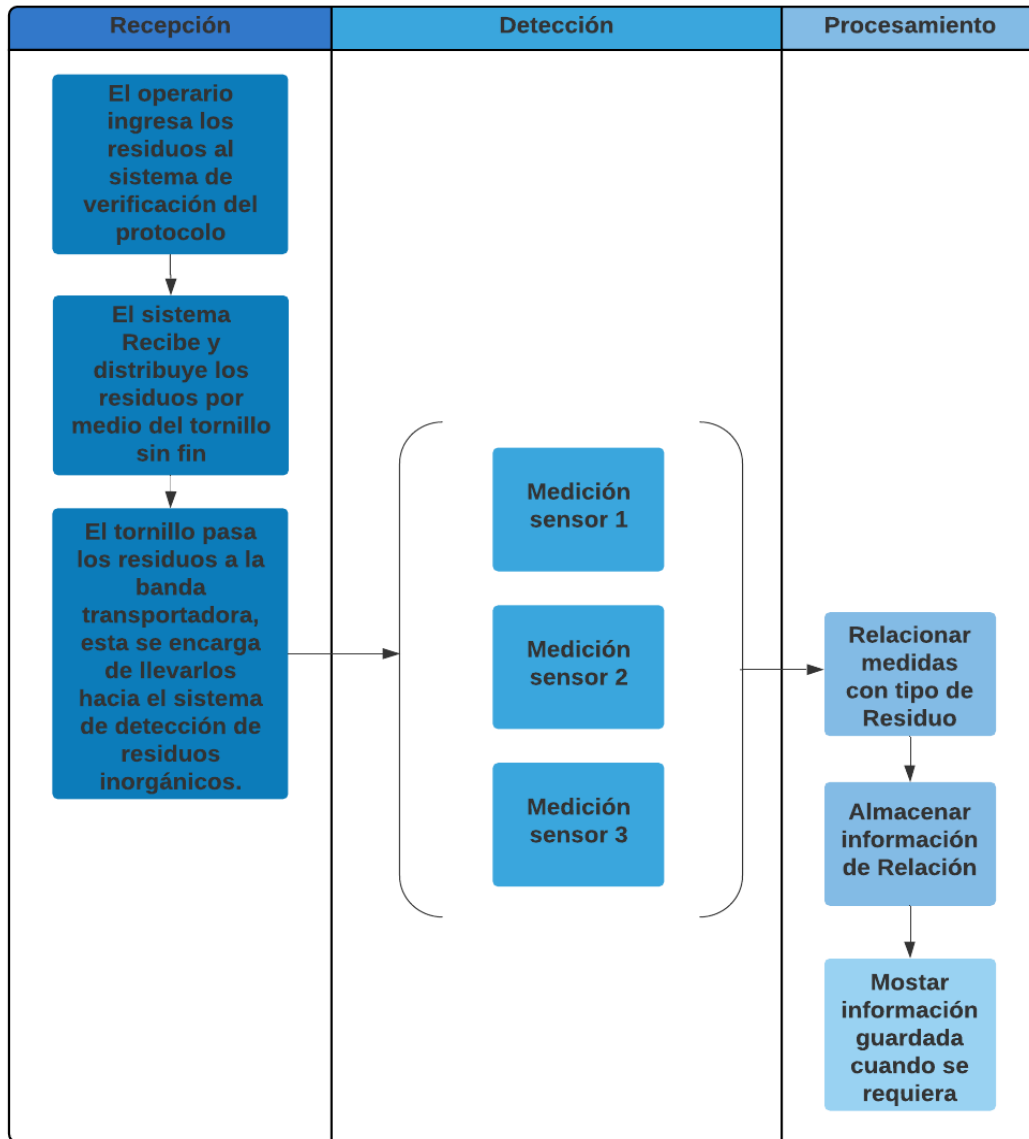 Recepción
Detección
Procesamiento
El operario
ingresa los
residuos al
sistema de
verificación del
protocolo
El sistema
Recibe y
distribuye los
residuos por
medio del tornillo
sin fin
El tornillo pasa
los residuos a la
banda
transportadora,
esta se encarga
de llevarlos
hacia el sistema
de detección de
residuos
inorgánicos.
Medición
sensor 1
Medición
sensor 2
Medición
sensor 3
Relacionar
medidas
con tipo de
Residuo
Almacenar
información
de Relación
Mostar
información
guardada
cuando se
requiera